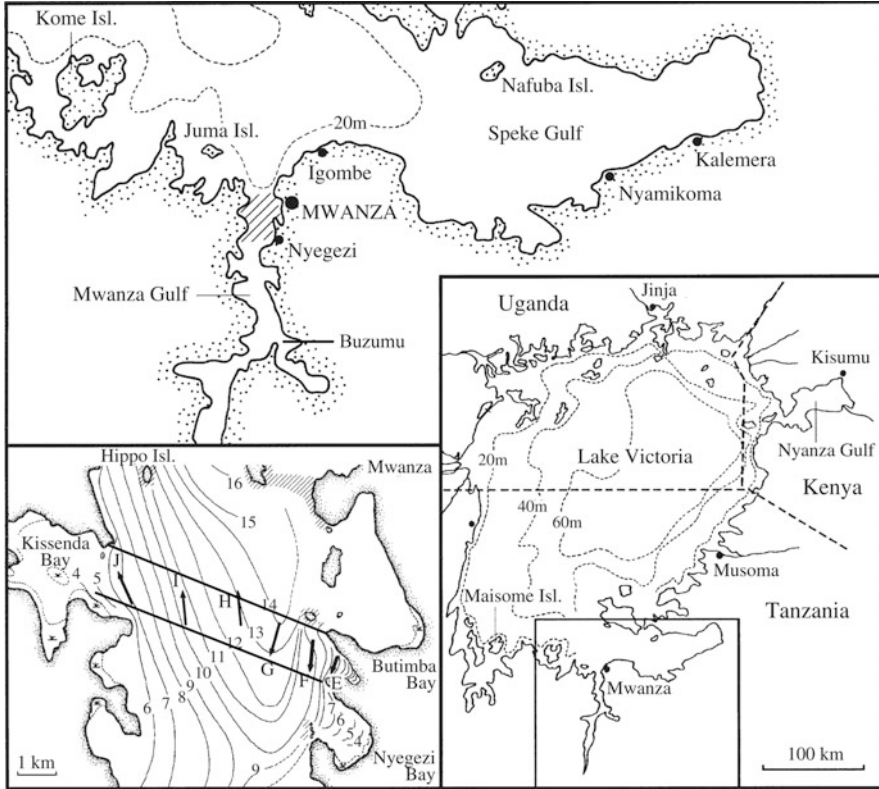 Kome Isl.
Nafuba Isl.
20m
Speke Gulf
Juma Isl.
Igombe
Kalemera
Nyamikoma
MWANZA
Nyegezi
Mwanza Gulf
Buzumu
Uganda
Jinja
Kisumu
Nyanza Gulf
Lake Victoria
20m
40m
60m
Kenya
Musoma
Maisome Isl.
Tanzania
Mwanza
100 km
Hippo Isl.
16
Mwanza
15
Kissenda
Bay
4
5
J
I
H
14
13
12
11
10
9
8
7
6
G
F
E
7
6
5
4
9
Butimba
Bay
Nyegezi
Bay
1 km